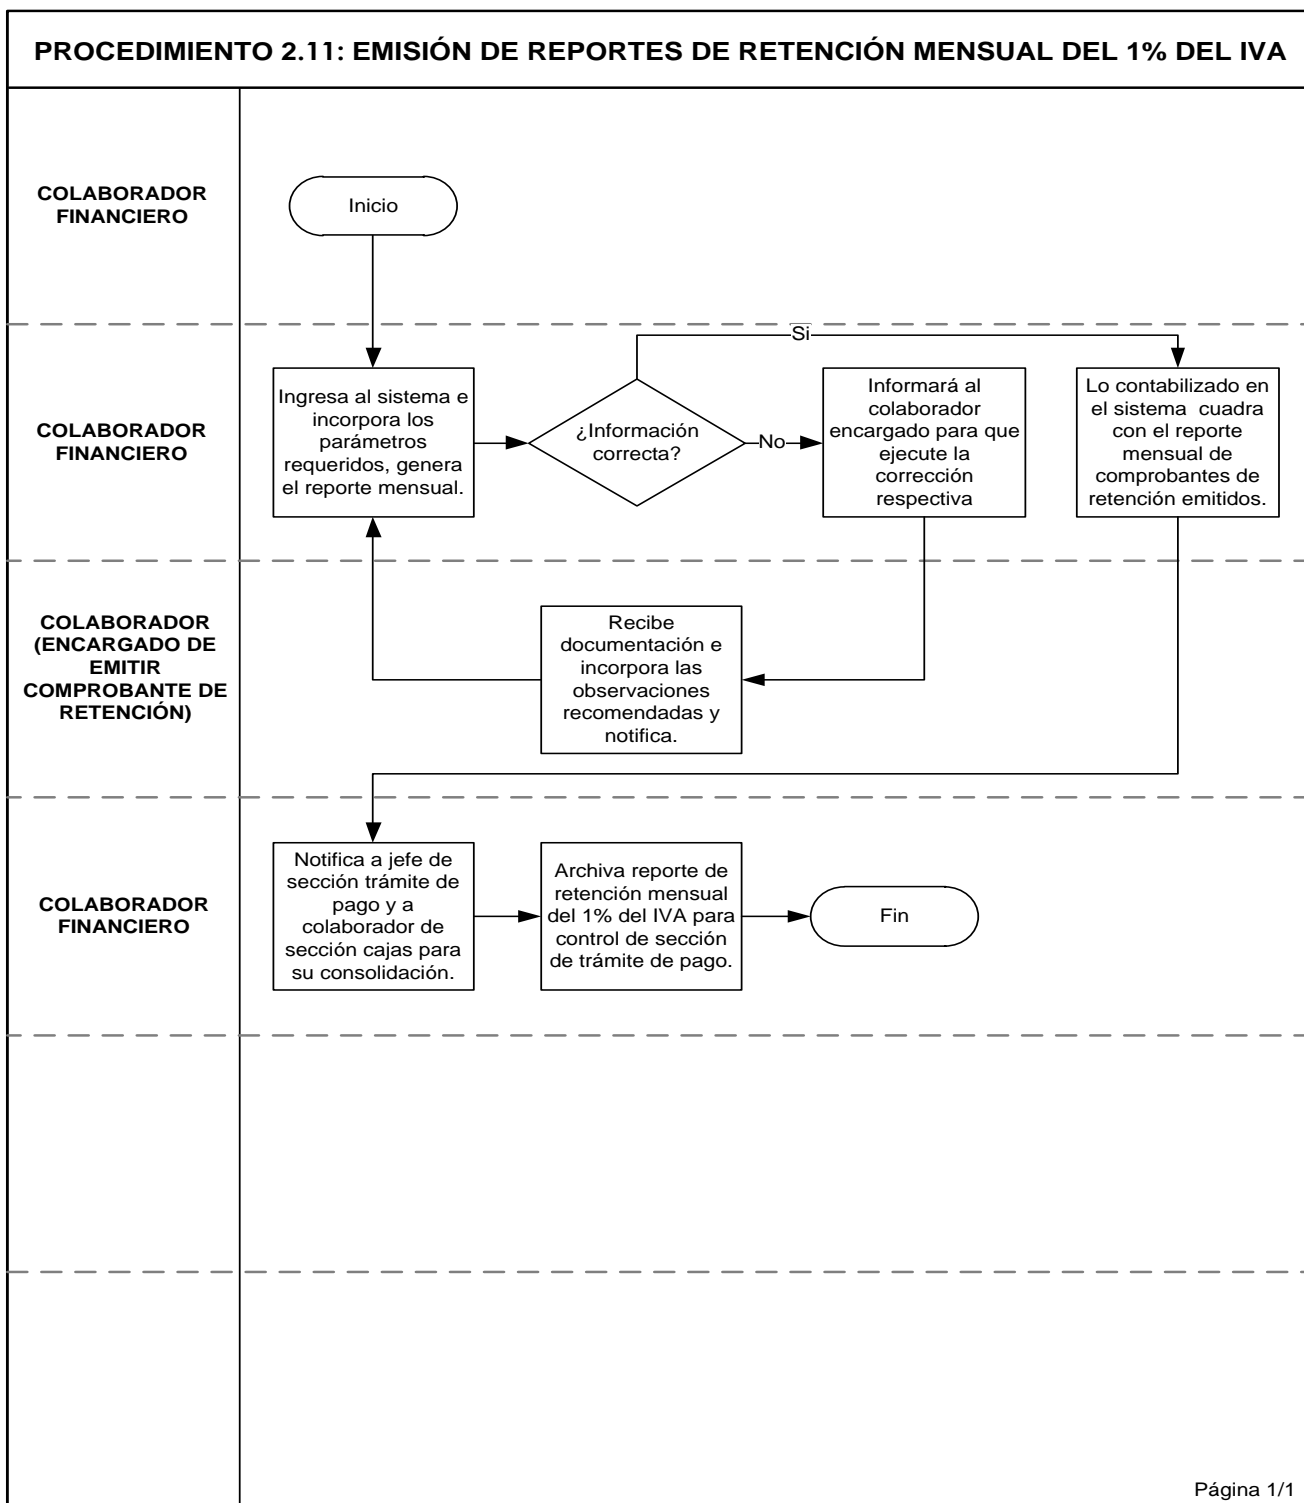 PROCEDIMIENTO 2.11: EMISIÓN DE REPORTES DE RETENCIÓN MENSUAL DEL 1% DEL IVA
COLABORADOR
FINANCIERO
Inicio
COLABORADOR
FINANCIERO
Ingresa al sistema e
incorpora los
parámetros
requeridos, genera
el reporte mensual.
¿Información
correcta?
Si
No
Informará al
colaborador
encargado para que
ejecute la
corrección
respectiva
Lo contabilizado en
el sistema cuadra
con el reporte
mensual de
comprobantes de
retención emitidos.
COLABORADOR
(ENCARGADO DE
EMITIR
COMPROBANTE DE
RETENCIÓN)
Recibe
documentación e
incorpora las
observaciones
recomendadas y
notifica.
COLABORADOR
FINANCIERO
Notifica a jefe de
sección trámite de
pago y a
colaborador de
sección cajas para
su consolidación.
Archiva reporte de
retención mensual
del 1% del IVA para
control de sección
de trámite de pago.
Fin
Página 1/1